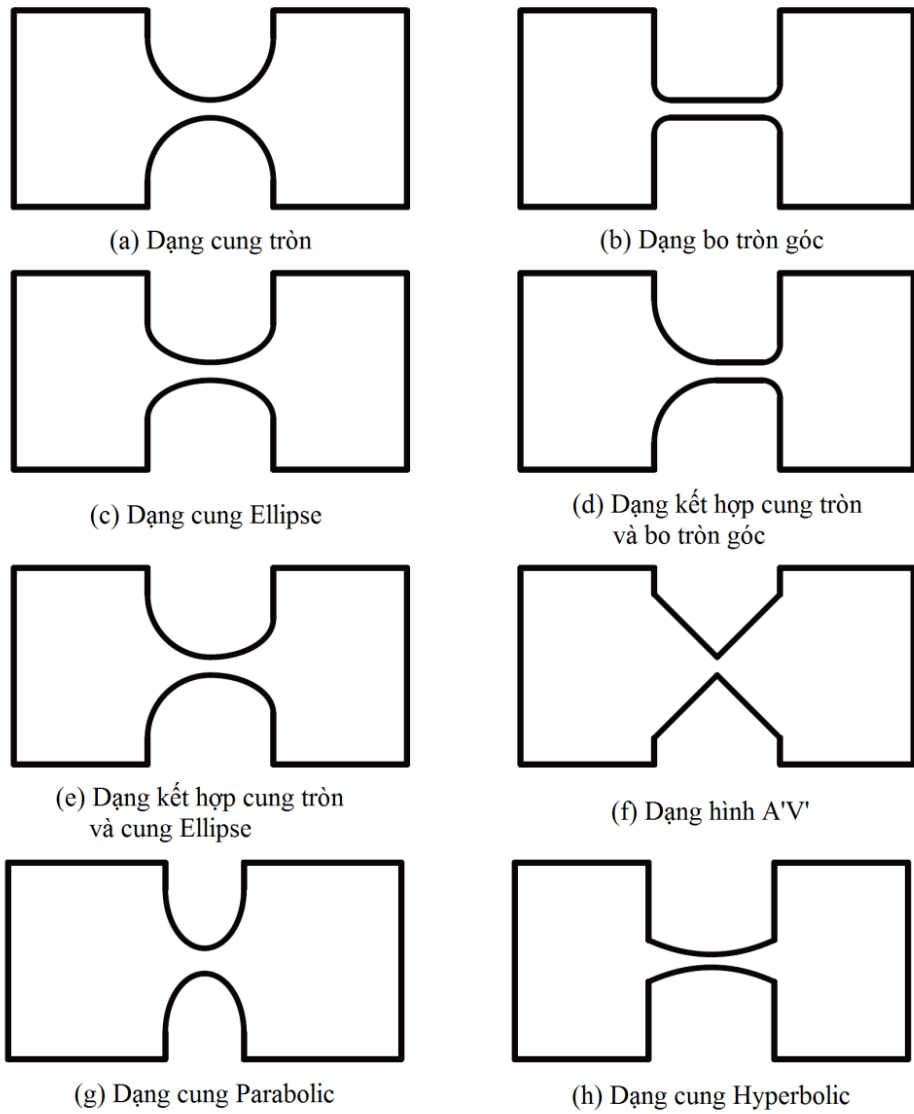 (a) Dạng cung tròn
(b) Dạng bo tròn góc
(c) Dạng cung Ellipse
(d) Dạng kết hợp cung tròn
và bo tròn góc
(e) Dạng kết hợp cung tròn
và cung Ellipse
(f) Dạng hình A'V'
(g) Dạng cung Parabolic
(h) Dạng cung Hyperbolic